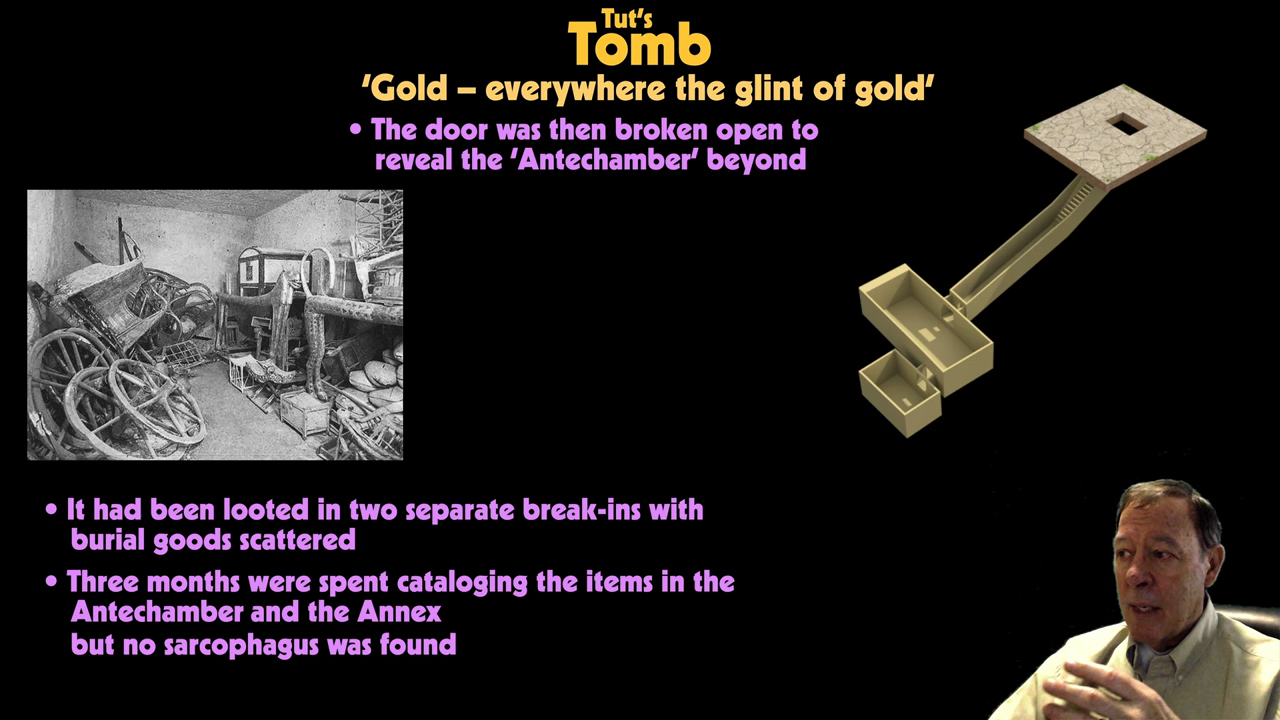 Tut's
Tomb
'Gold – everywhere the glint of gold'
• The door was then broken open to
reveal the 'Antechamber' beyond
• It had been looted in two separate break-ins with
burial goods scattered
• Three months were spent cataloging the items in the
Antechamber and the Annex
but no sarcophagus was found